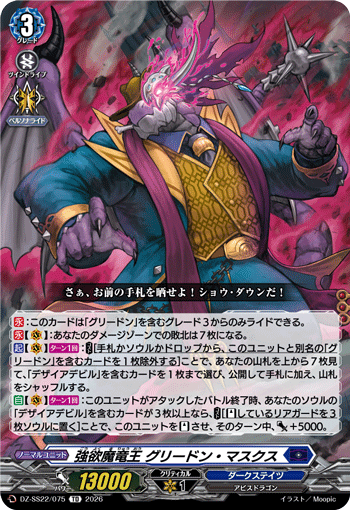 3
グレード
ツインドライブ
ペルソナライド
さぁ、お前の手札を晒せよ!ショウ・ダウンだ!
永:このカードは「グリードン」を含むグレード3からのみライドできる。
永【V】:あなたのダメージゾーンでの敗北は7枚になる。
起【V】ターン1回:[手札かソウルかドロップから、このユニットと別名の「グリードン」を含むカードを1枚除外する]ことで、あなたの山札を上から7枚見て、「デザイアデビル」を含むカードを1枚まで選び、公開して手札に加え、山札をシャッフルする。
自【V】ターン1回:このユニットがアタックしたバトル終了時、あなたのソウルの「デザイアデビル」を含むカードが3枚以上なら、[【レスト】しているリアガードを3枚ソウルに置く]ことで、このユニットを【スタンド】させ、そのターン中、+5000。
ノーマルユニット
強欲魔竜王 グリードン・マスクス
パワー 13000
クリティカル
1
ダークステイツ
アビスドラゴン
DZ-SS22/075 TD 2026
イラスト/Moopic